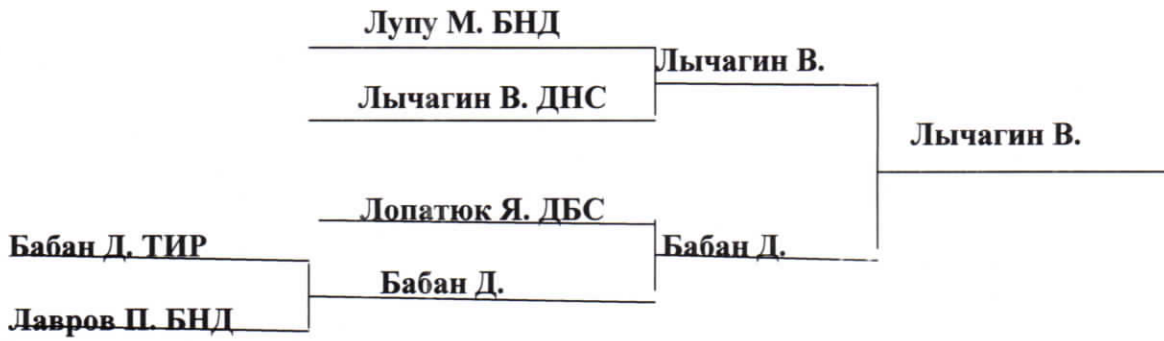 Лупу М. БНД
Лычагин В.
Лычагин В. ДНС
Лычагин В.
Лопатюк Я. ДБС
Бабан Д. ТИР
Бабан Д.
Бабан Д.
Лавров П. БНД